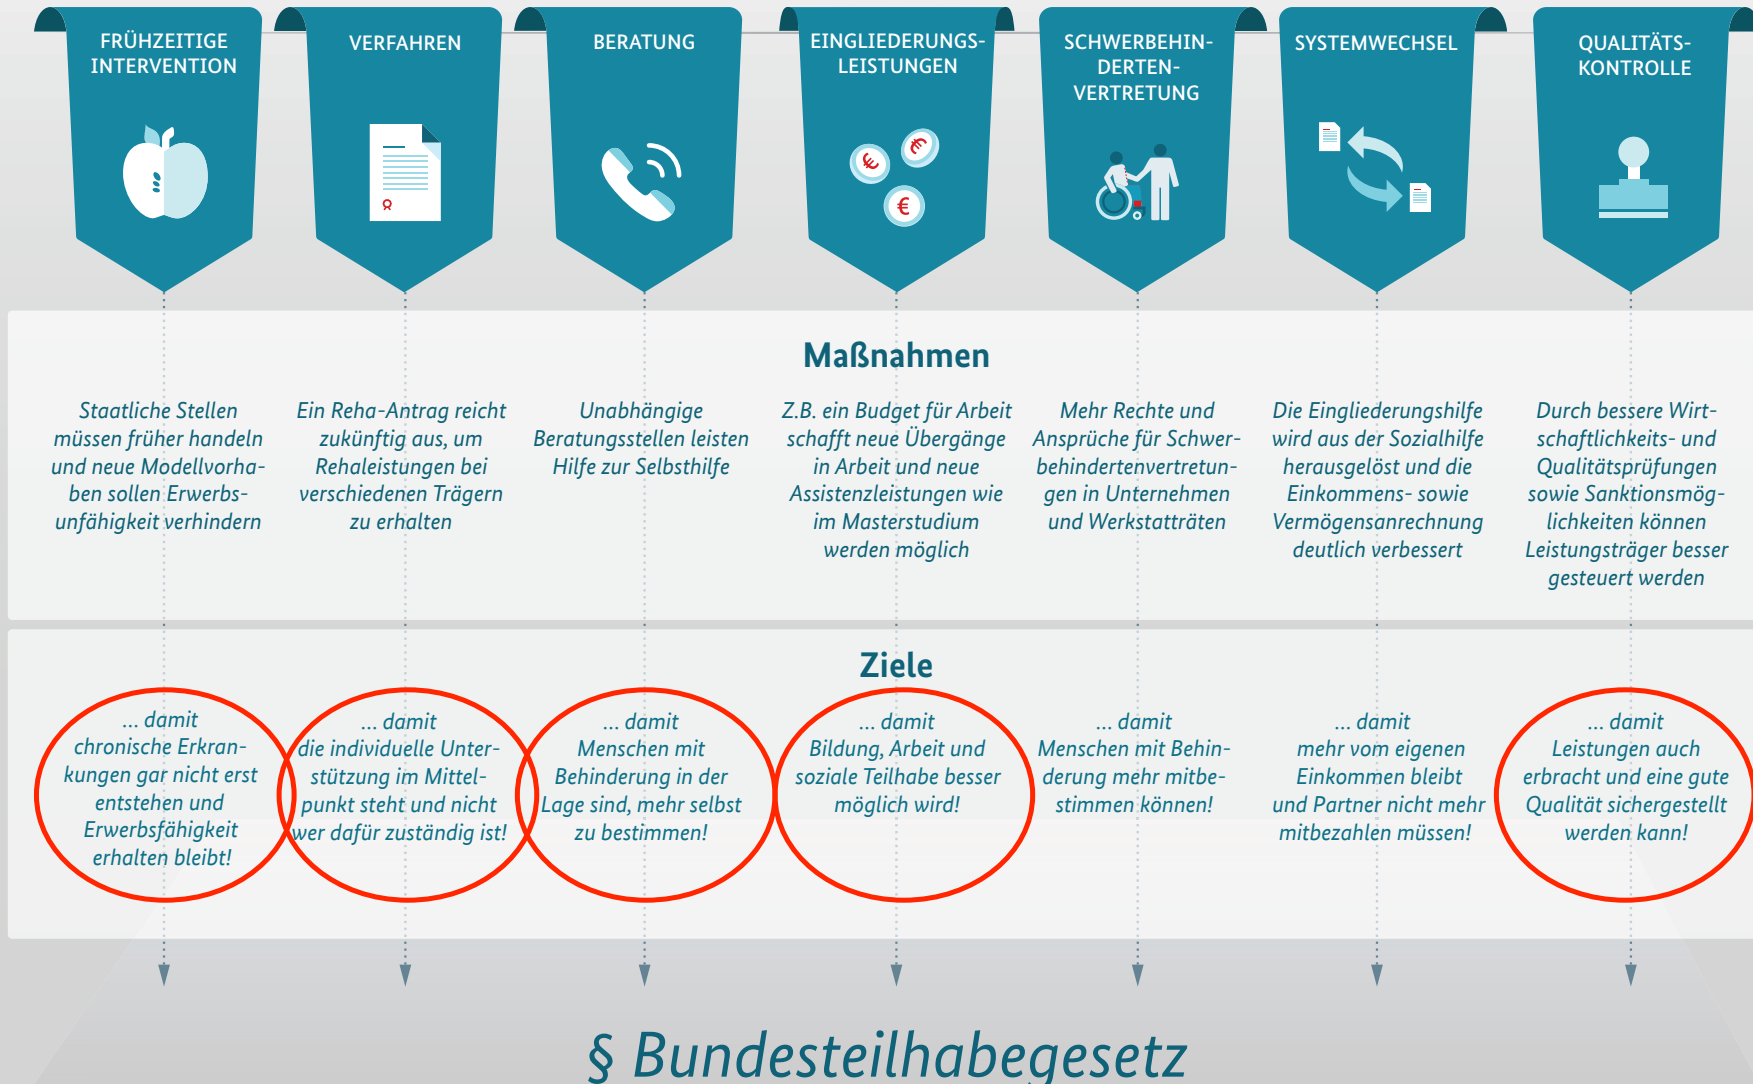 FRÜHZEITIGE
INTERVENTION
VERFAHREN
BERATUNG
EINGLIEDERUNGS-
LEISTUNGEN
SCHWERBEHIN-
DERTEN-
VERTRETUNG
SYSTEMWECHSEL
QUALITÄTS-
KONTROLLE
€
€
€
Maßnahmen
Staatliche Stellen
müssen früher handeln
und neue Modellvorha-
ben sollen Erwerbs-
unfähigkeit verhindern
Ein Reha-Antrag reicht
zukünftig aus, um
Rehaleistungen bei
verschiedenen Trägern
zu erhalten
Unabhängige
Beratungsstellen leisten
Hilfe zur Selbsthilfe
Z.B. ein Budget für Arbeit
schafft neue Übergänge
in Arbeit und neue
Assistenzleistungen wie
im Masterstudium
werden möglich
Mehr Rechte und
Ansprüche für Schwer-
behindertenvertretun-
gen in Unternehmen
und Werkstatträten
Die Eingliederungshilfe
wird aus der Sozialhilfe
herausgelöst und die
Einkommens- sowie
Vermögensanrechnung
deutlich verbessert
Durch bessere Wirt-
schaftlichkeits- und
Qualitätsprüfungen
sowie Sanktionsmög-
lichkeiten können
Leistungsträger besser
gesteuert werden
Ziele
... damit
chronische Erkran-
kungen gar nicht erst
entstehen und
Erwerbsfähigkeit
erhalten bleibt!
... damit
die individuelle Unter-
stützung im Mittel-
punkt steht und nicht
wer dafür zuständig ist!
... damit
Menschen mit
Behinderung in der
Lage sind, mehr selbst
zu bestimmen!
... damit
Bildung, Arbeit und
soziale Teilhabe besser
möglich wird!
... damit
Menschen mit Behin-
derung mehr mitbe-
stimmen können!
... damit
mehr vom eigenen
Einkommen bleibt
und Partner nicht mehr
mitbezahlen müssen!
... damit
Leistungen auch
erbracht und eine gute
Qualität sichergestellt
werden kann!
§ Bundesteilhabegesetz